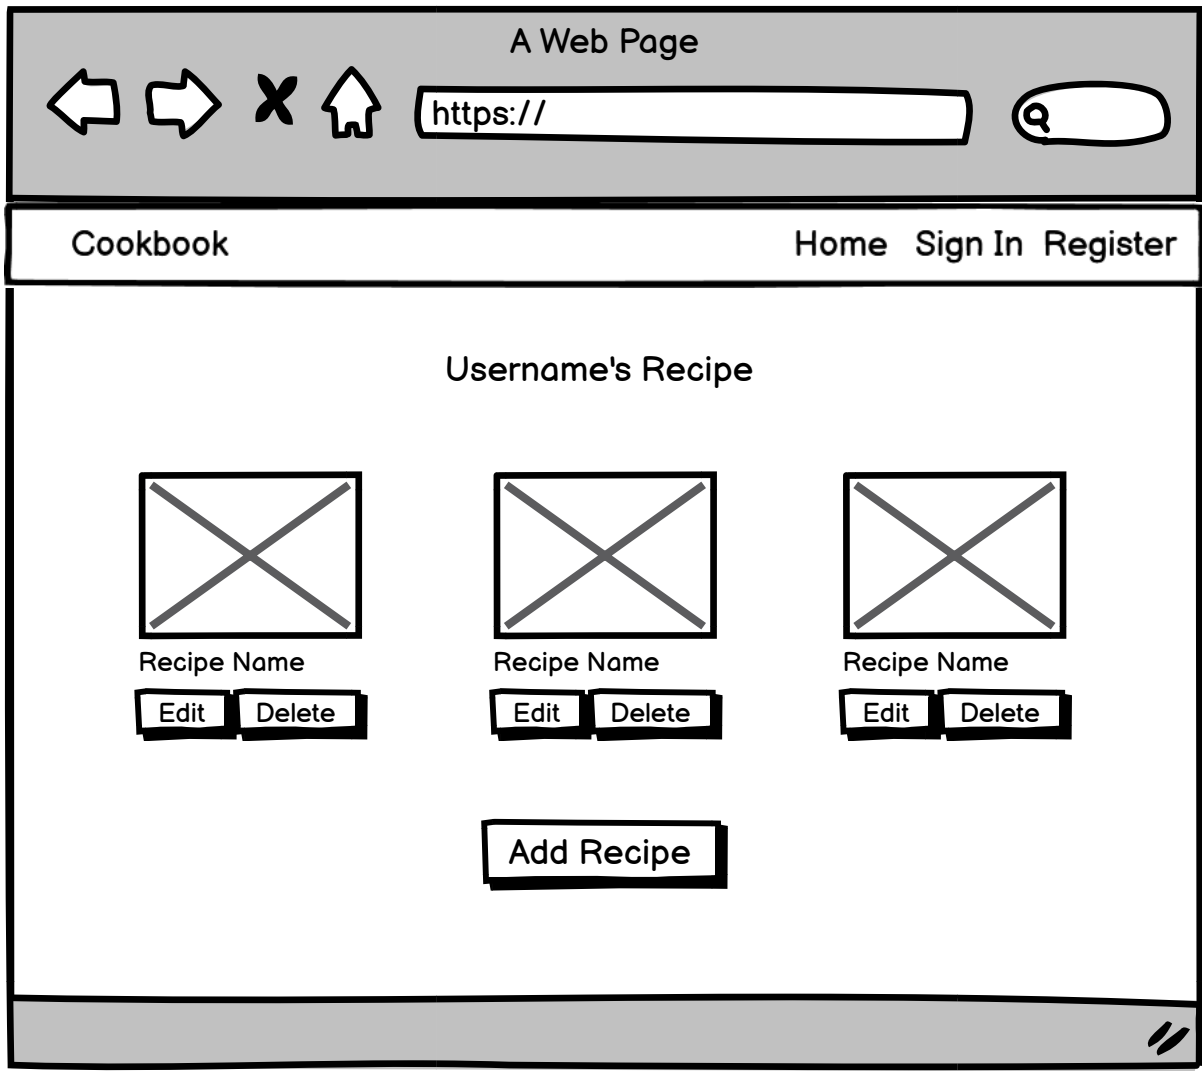 A Web Page
https://
Cookbook Home Sign In Register
Username's Recipe
Recipe Name Recipe Name Recipe Name
Edit Delete Edit Delete Edit Delete
Add Recipe